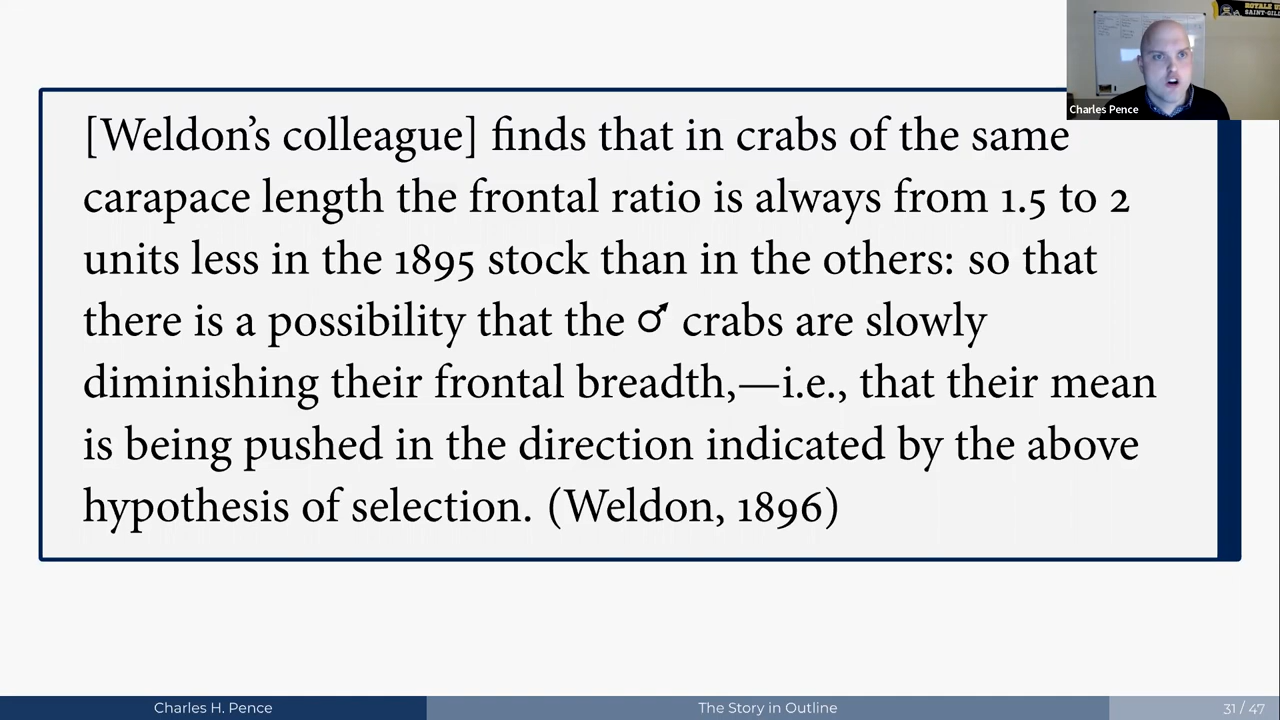 ROYALE U
SAINT-GILL
Charles Pence
[Weldon’s colleague] finds that in crabs of the same
carapace length the frontal ratio is always from 1.5 to 2
units less in the 1895 stock than in the others: so that
there is a possibility that the ♂ crabs are slowly
diminishing their frontal breadth,—i.e., that their mean
is being pushed in the direction indicated by the above
hypothesis of selection. (Weldon, 1896)
Charles H. Pence
The Story in Outline
31 / 47